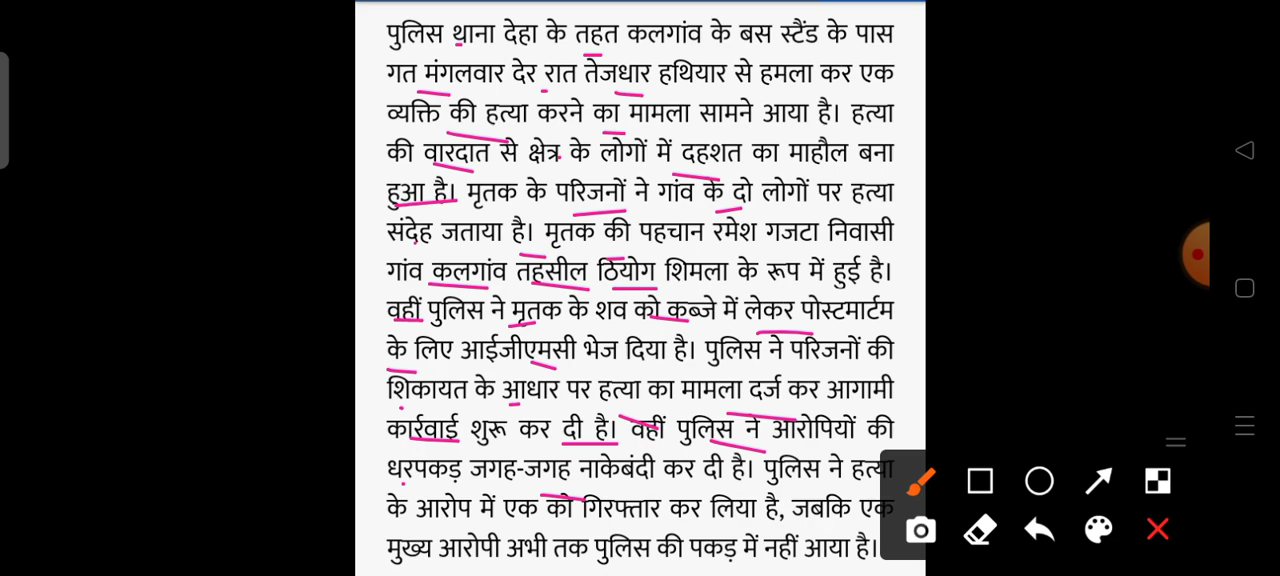 पुलिस थाना देहा के तहत कलगांव के बस स्टैंड के पास
गत मंगलवार देर रात तेजधार हथियार से हमला कर एक
व्यक्ति की हत्या करने का मामला सामने आया है। हत्या
की वारदात से क्षेत्र के लोगों में दहशत का माहौल बना
हुआ है। मृतक के परिजनों ने गांव के दो लोगों पर हत्या
संदेह जताया है। मृतक की पहचान रमेश गजटा निवासी
गांव कलगांव तहसील ठियोग शिमला के रूप में हुई है।
वहीं पुलिस ने मृतक के शव को कब्जे में लेकर पोस्टमार्टम
के लिए आईजीएमसी भेज दिया है। पुलिस ने परिजनों की
शिकायत के आधार पर हत्या का मामला दर्ज कर आगामी
कार्रवाई शुरू कर दी है। वहीं पुलिस ने आरोपियों की
धरपकड़ जगह-जगह नाकेबंदी कर दी है। पुलिस ने हत्या
के आरोप में एक को गिरफ्तार कर लिया है, जबकि एक
मुख्य आरोपी अभी तक पुलिस की पकड़ में नहीं आया है।